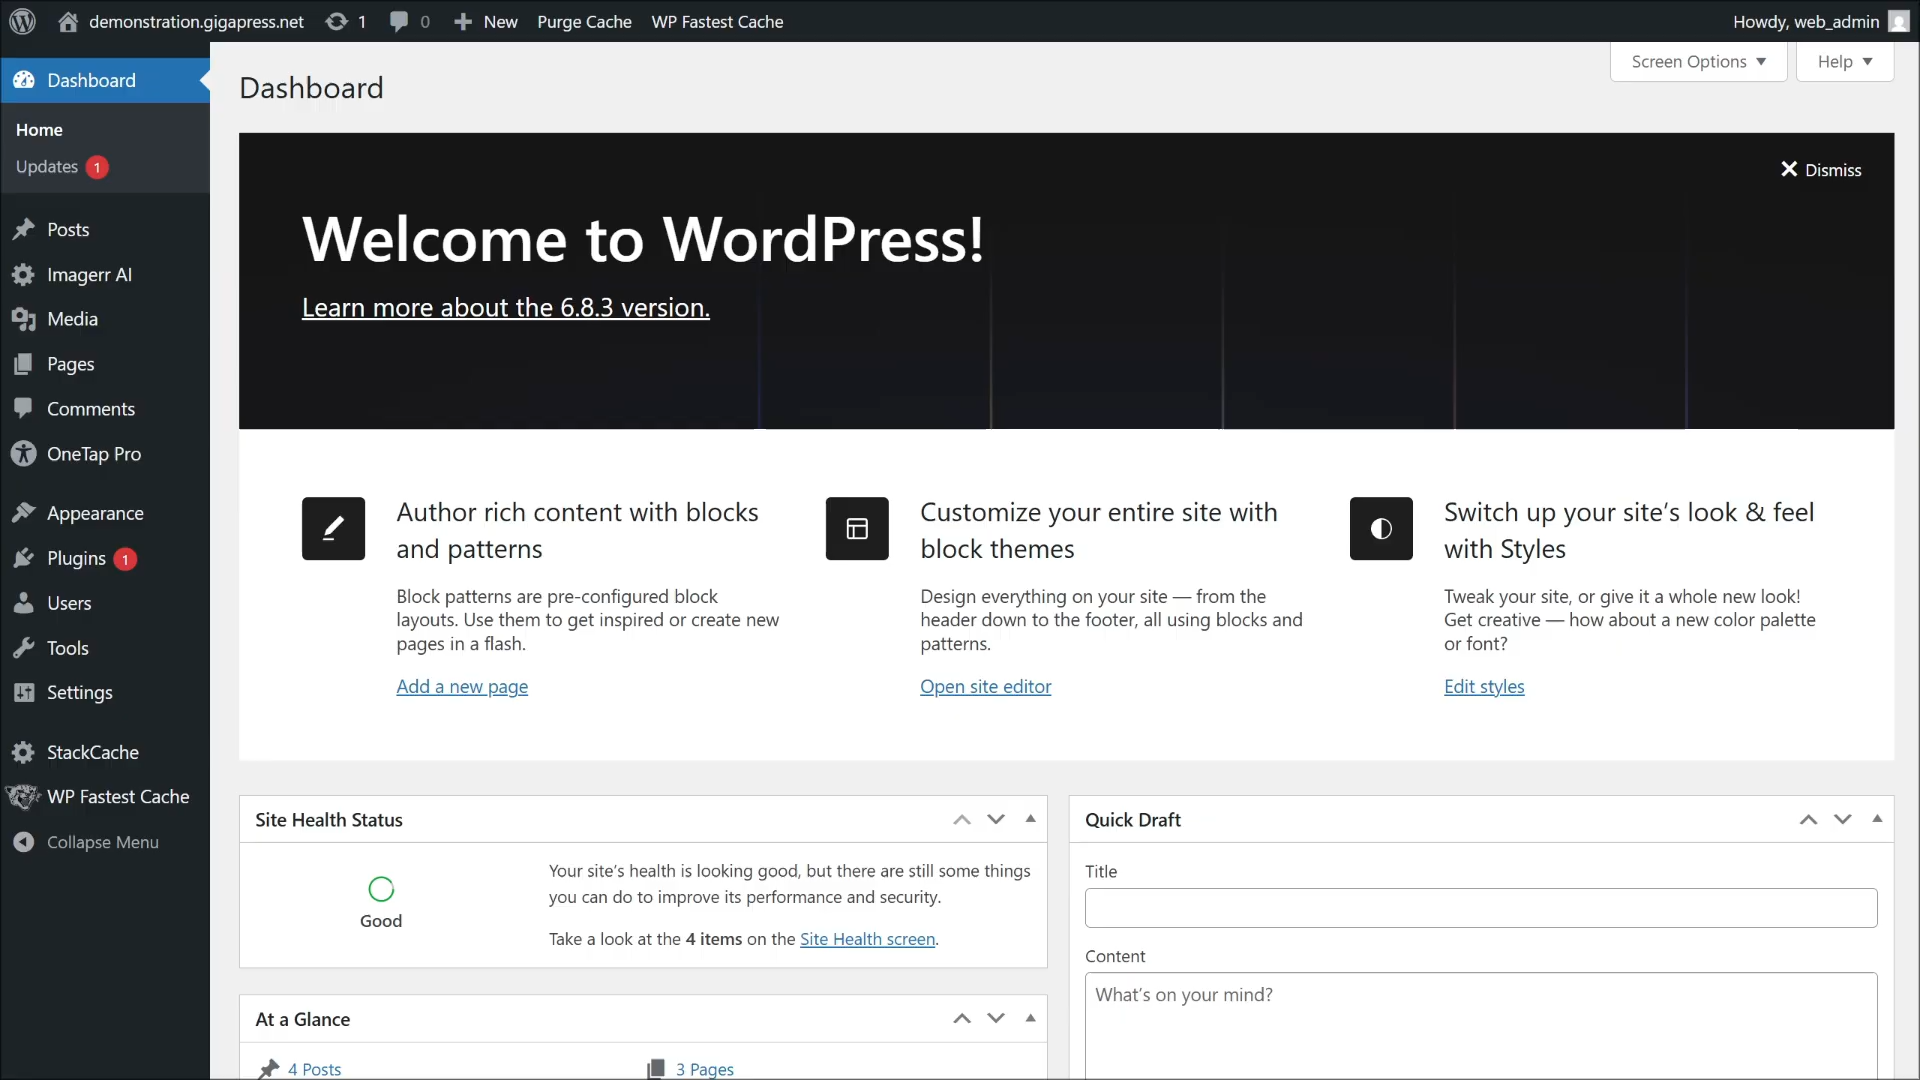 demonstration.gigapress.net 1 0 New Purge Cache WP Fastest Cache Howdy, web_admin
Dashboard
Home
Updates 1
Posts
Imagerr AI
Media
Pages
Comments
OneTap Pro
Appearance
Plugins 1
Users
Tools
Settings
StackCache
WP Fastest Cache
Collapse Menu
Screen Options
Help
Dashboard
Dismiss
Welcome to WordPress!
Learn more about the 6.8.3 version.
Author rich content with blocks
and patterns
Block patterns are pre-configured block
layouts. Use them to get inspired or create new
pages in a flash.
Add a new page
Customize your entire site with
block themes
Design everything on your site — from the
header down to the footer, all using blocks and
patterns.
Open site editor
Switch up your site’s look & feel
with Styles
Tweak your site, or give it a whole new look!
Get creative — how about a new color palette
or font?
Edit styles
Site Health Status
Good
Your site’s health is looking good, but there are still some things
you can do to improve its performance and security.
Take a look at the 4 items on the Site Health screen.
At a Glance
4 Posts
3 Pages
Quick Draft
Title
Content
What’s on your mind?